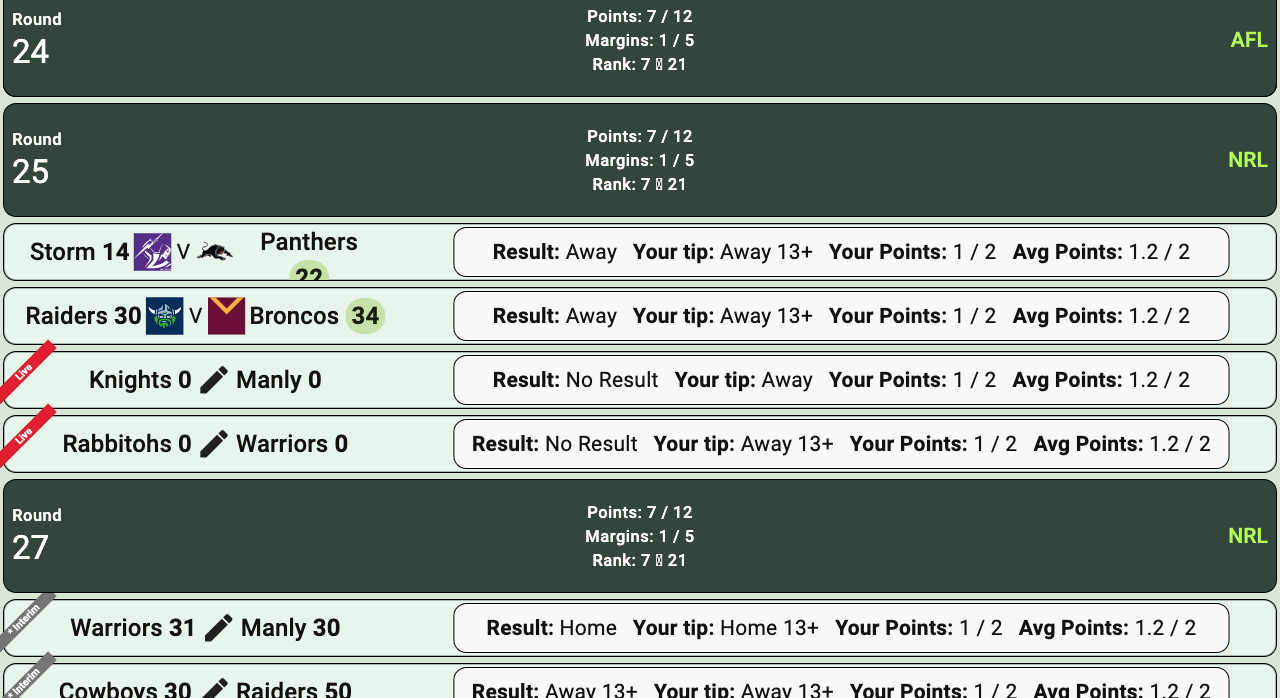 Round
24
Points: 7 / 12
Margins: 1 / 5
Rank: 7 ▯ 21
AFL
Round
25
Points: 7 / 12
Margins: 1 / 5
Rank: 7 ▯ 21
NRL
Storm 14 V Panthers 22
Result: Away Your tip: Away 13+ Your Points: 1 / 2 Avg Points: 1.2 / 2
Raiders 30 V Broncos 34
Result: Away Your tip: Away 13+ Your Points: 1 / 2 Avg Points: 1.2 / 2
Live
Knights 0 Manly 0
Result: No Result Your tip: Away Your Points: 1 / 2 Avg Points: 1.2 / 2
Live
Rabbitohs 0 Warriors 0
Result: No Result Your tip: Away 13+ Your Points: 1 / 2 Avg Points: 1.2 / 2
Round
27
Points: 7 / 12
Margins: 1 / 5
Rank: 7 ▯ 21
NRL
* Interim
Warriors 31 Manly 30
Result: Home Your tip: Home 13+ Your Points: 1 / 2 Avg Points: 1.2 / 2
* Interim
Cowboys 30 Raiders 50
Result: Away 13+ Your tip: Away 13+ Your Points: 1 / 2 Avg Points: 1.2 / 2